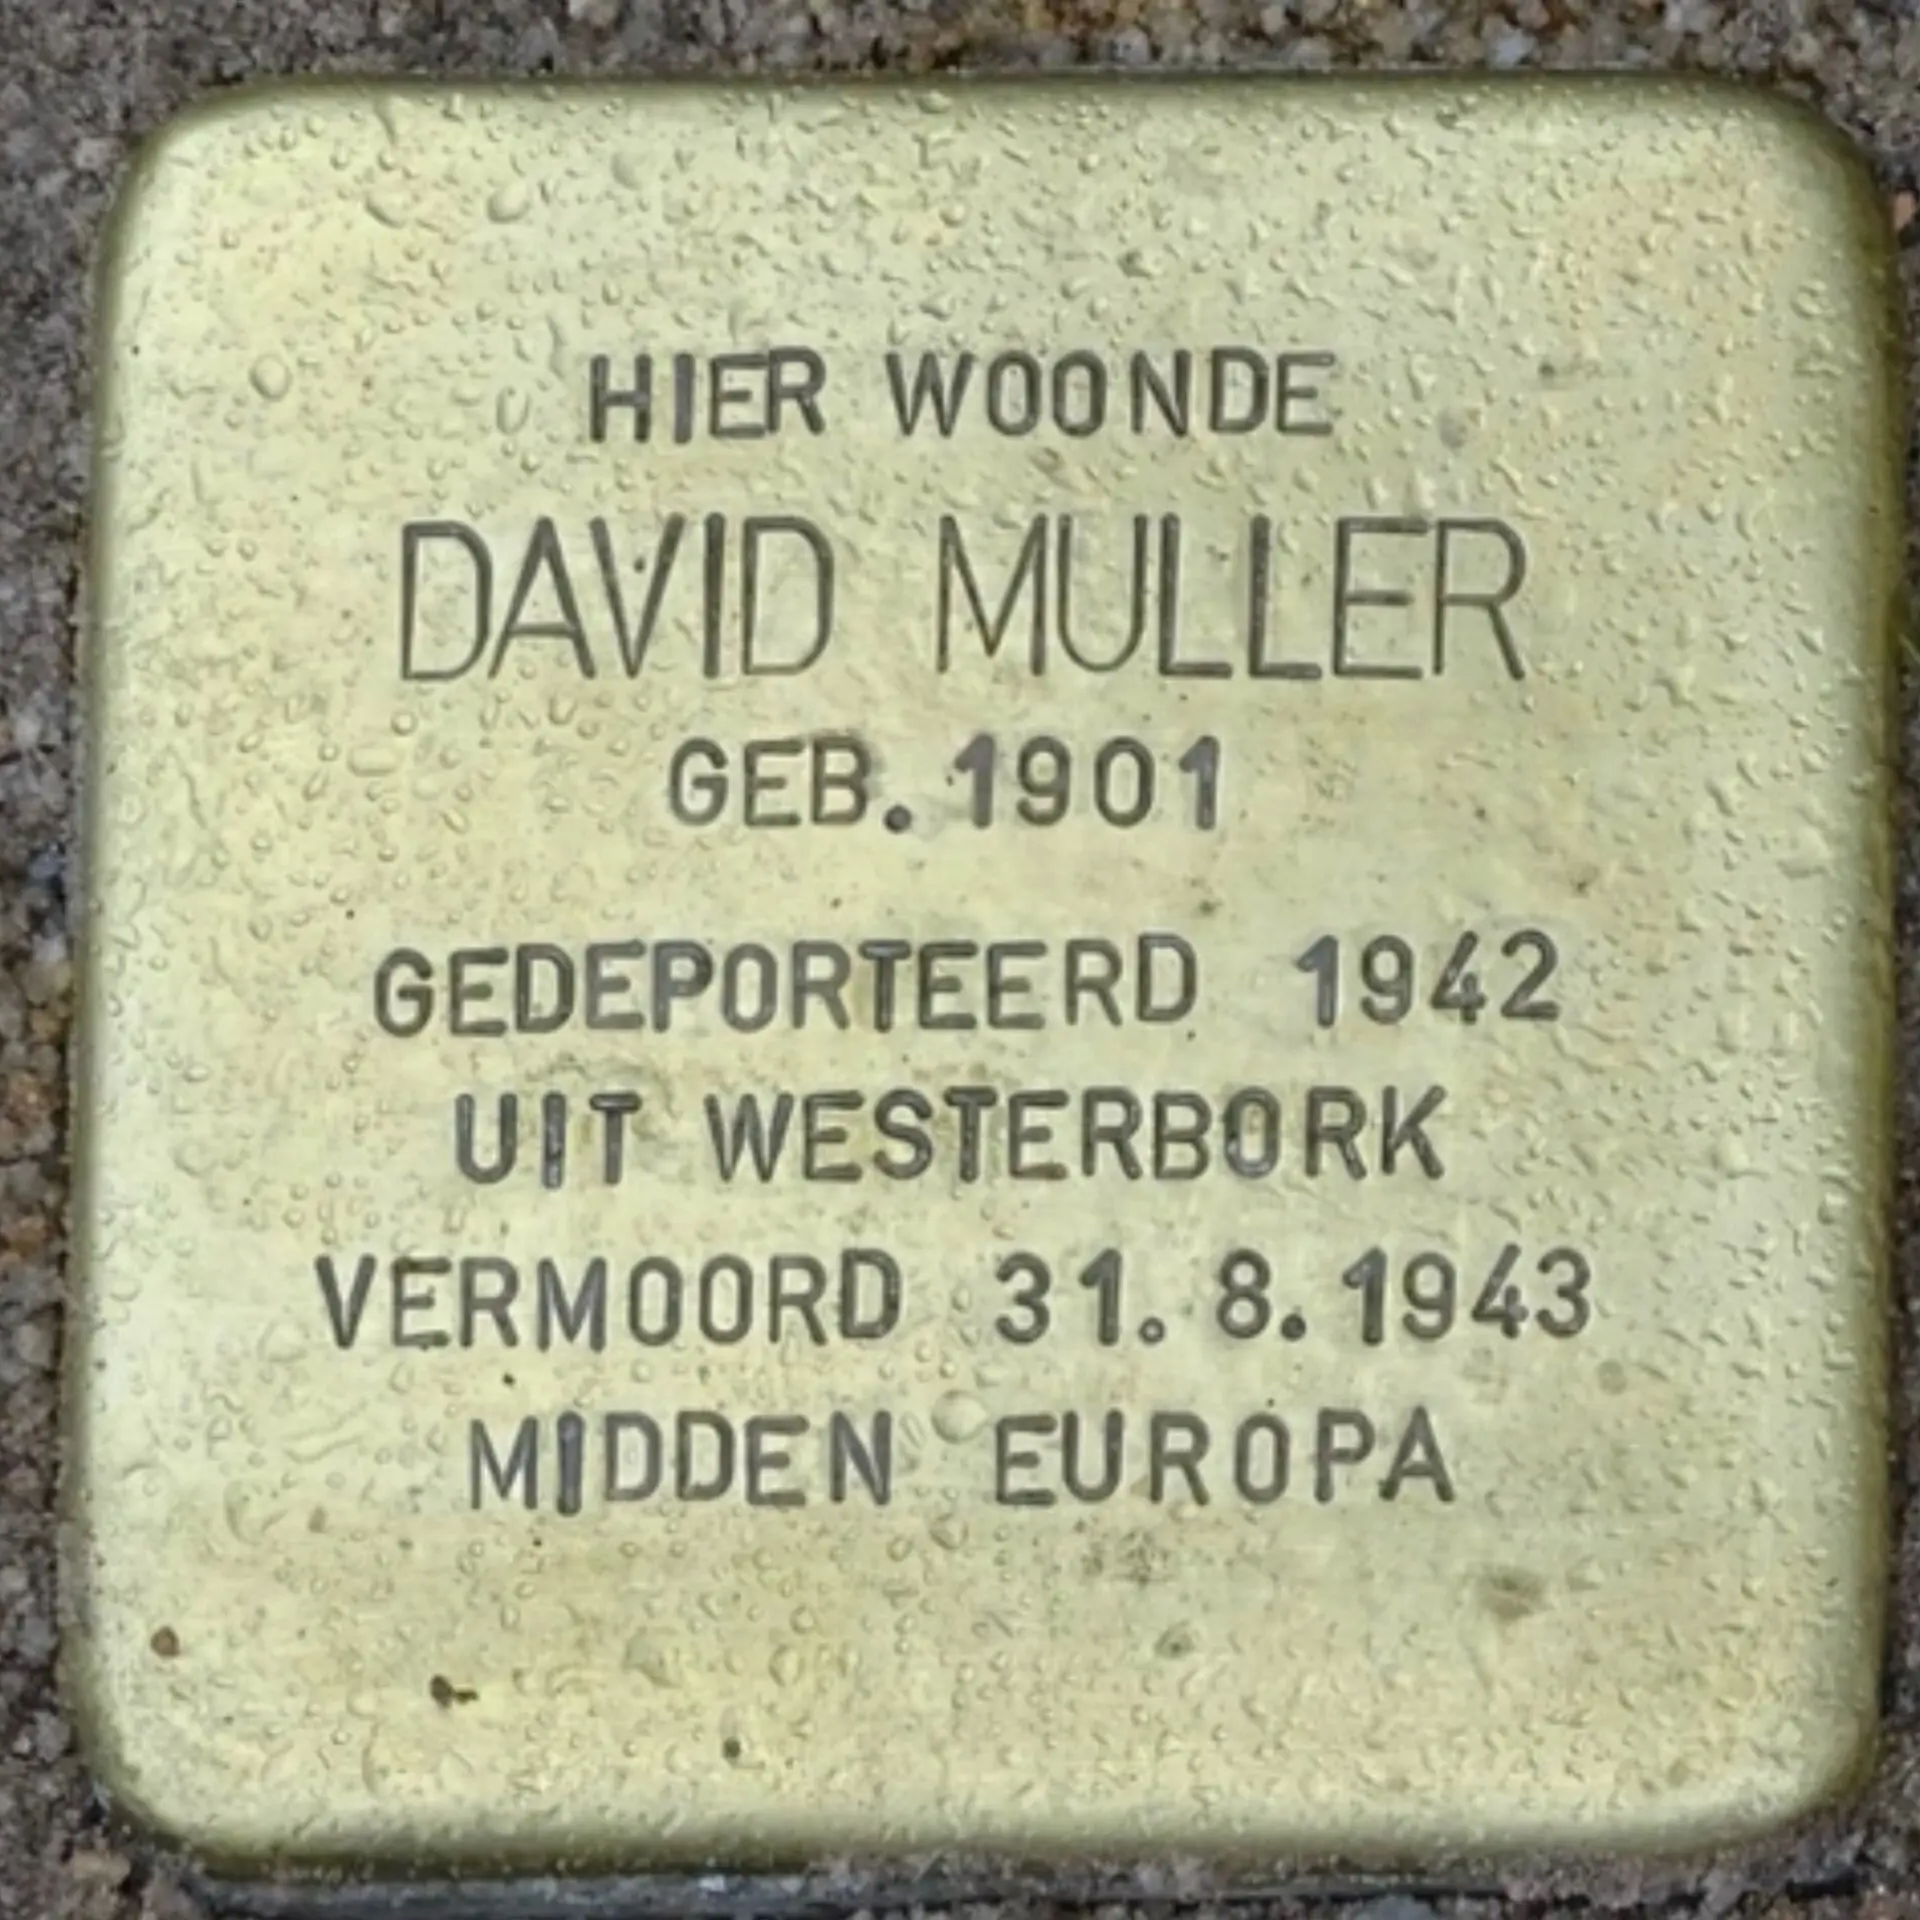 HIER WOONDE
DAVID MULLER
GEB. 1901
GEDEPORTEERD 1942
UIT WESTERBORK
VERMOORD 31. 8. 1943
MIDDEN EUROPA